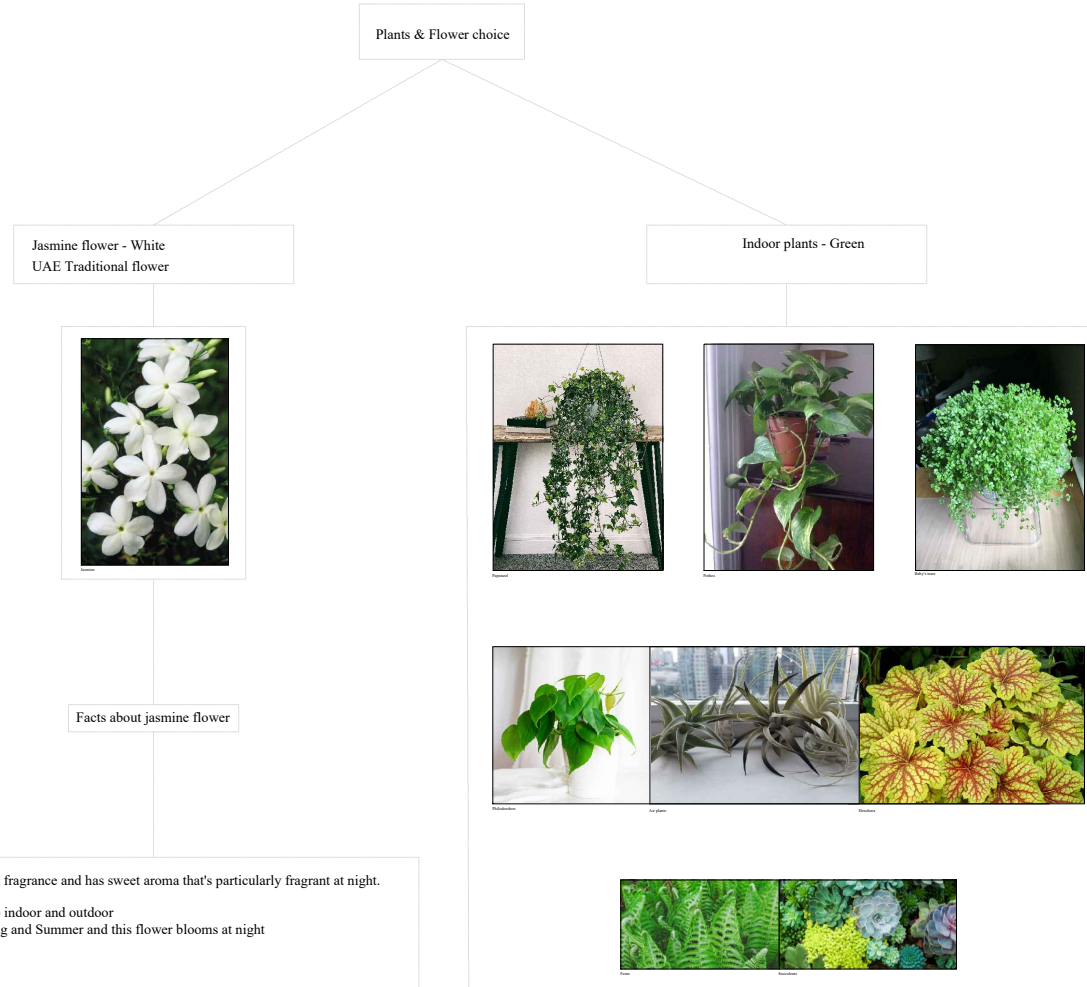 Plants & Flower choice
Jasmine flower - White
UAE Traditional flower
Indoor plants - Green
Jasmine
Pothos
Baby's tears
Facts about jasmine flower
Philodendron
Air plants
Heuchera
fragrance and has sweet aroma that's particularly fragrant at night.
indoor and outdoor
g and Summer and this flower blooms at night
Ferns
Succulents